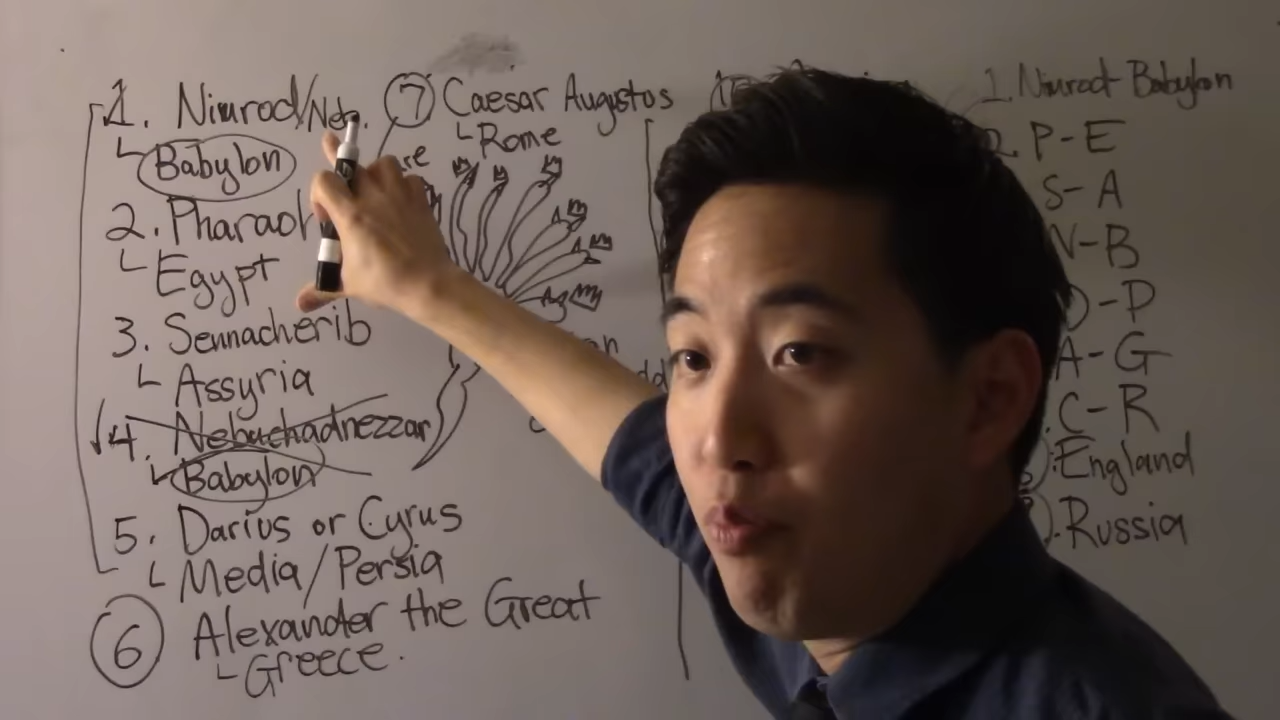 1. Nimrod/Neb.
Babylon
2. Pharaoh
Egypt
3. Sennacherib
Assyria
4. Nebuchadnezzar
Babylon
5. Darius or Cyrus
Media/Persia
6 Alexander the Great
Greece.
7 Caesar Augustos
Rome
1. Nimrod Babylon
2. P-E
S-A
N-B
D-P
A-G
C-R
England
Russia